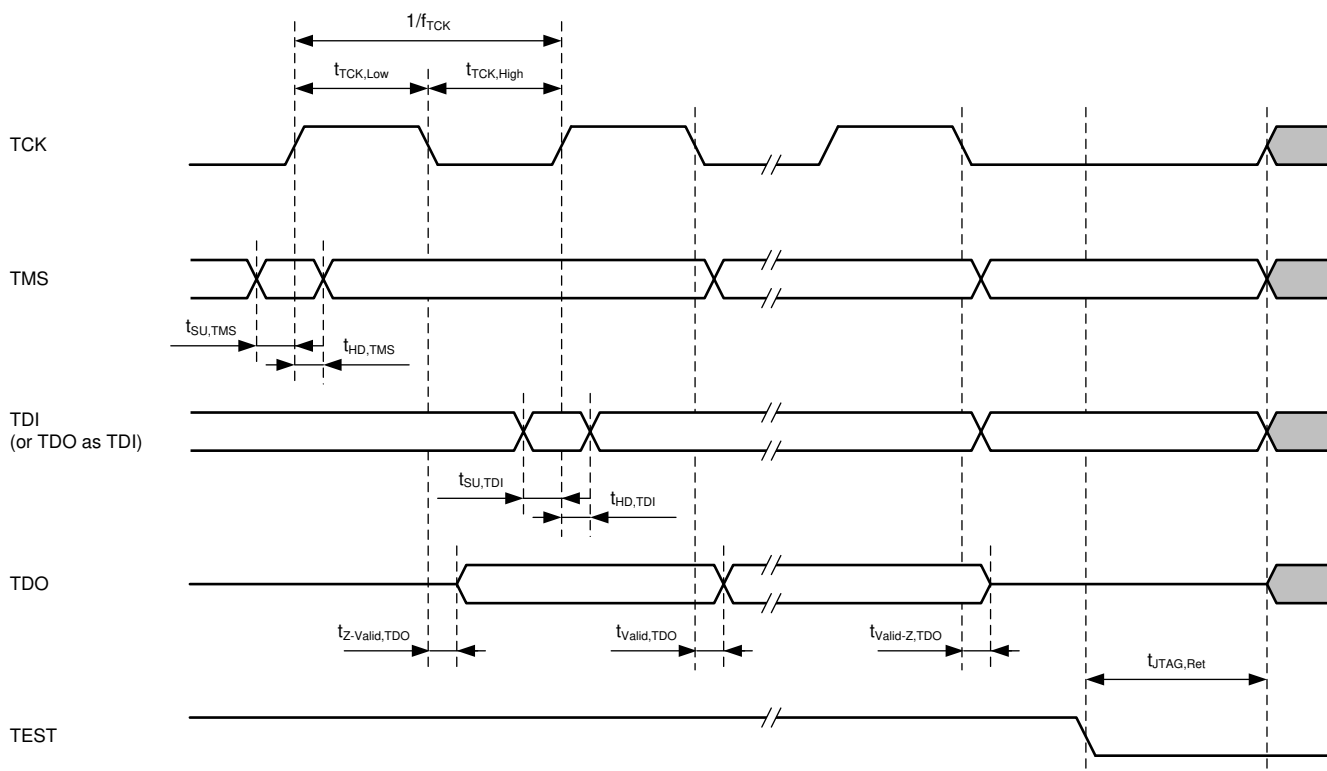 1/fTCK
tTCK,Low
tTCK,High
TCK
TMS
tSU,TMS
tHD,TMS
TDI
(or TDO as TDI)
tSU,TDI
tHD,TDI
TDO
tZ-Valid,TDO
tValid,TDO
tValid-Z,TDO
tJTAG,Ret
TEST